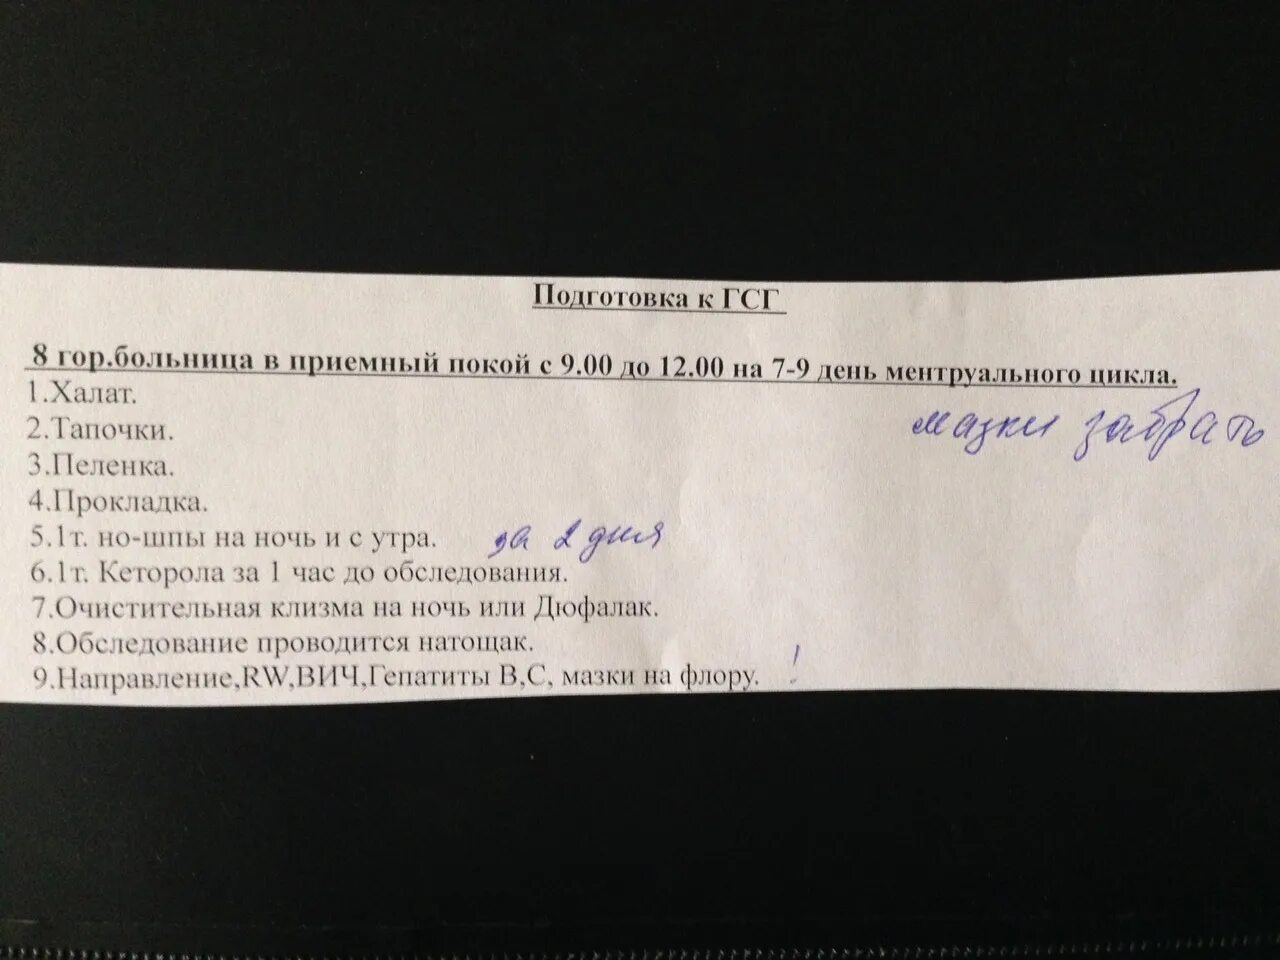 Подготовка к ГСГ
8 гор.больница в приемный покой с 9.00 до 12.00 на 7-9 день ментруального цикла.
1.Халат.
мазки забрать
2.Тапочки.
3.Пеленка.
4.Прокладка.
5.1т. но-шпы на ночь и с утра. за 2 дня
6.1т. Кеторола за 1 час до обследования.
7.Очистительная клизма на ночь или Дюфалак.
8.Обследование проводится натощак.
9.Направление,RW,ВИЧ,Гепатиты В,С, мазки на флору. !